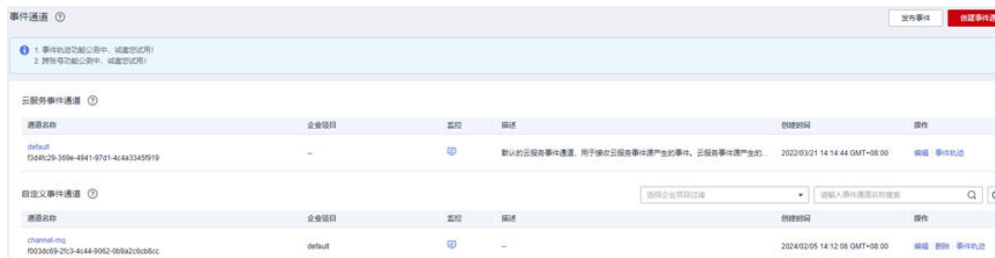 事件通道
发布事件
创建事件通
1. 事件轨迹功能公测中，诚邀您试用！
2. 跨账号功能公测中，诚邀您试用！
云服务事件通道
通道名称 企业项目 监控 描述 创建时间 操作
default
f3d4fc29-369e-4941-97d1-4c4a3345f919 -- 默认的云服务事件通道，用于接收云服务事件源产生的事件。云服务事件源产生的... 2022/03/21 14:14:44 GMT+08:00 编辑 事件轨迹
自定义事件通道 选择企业项目过滤 请输入事件通道名称搜索
通道名称 企业项目 监控 描述 创建时间 操作
channel-mq
f003dc69-2fc3-4c44-9062-0b9a2c6cb8cc default -- 2024/02/05 14:12:08 GMT+08:00 编辑 删除 事件轨迹